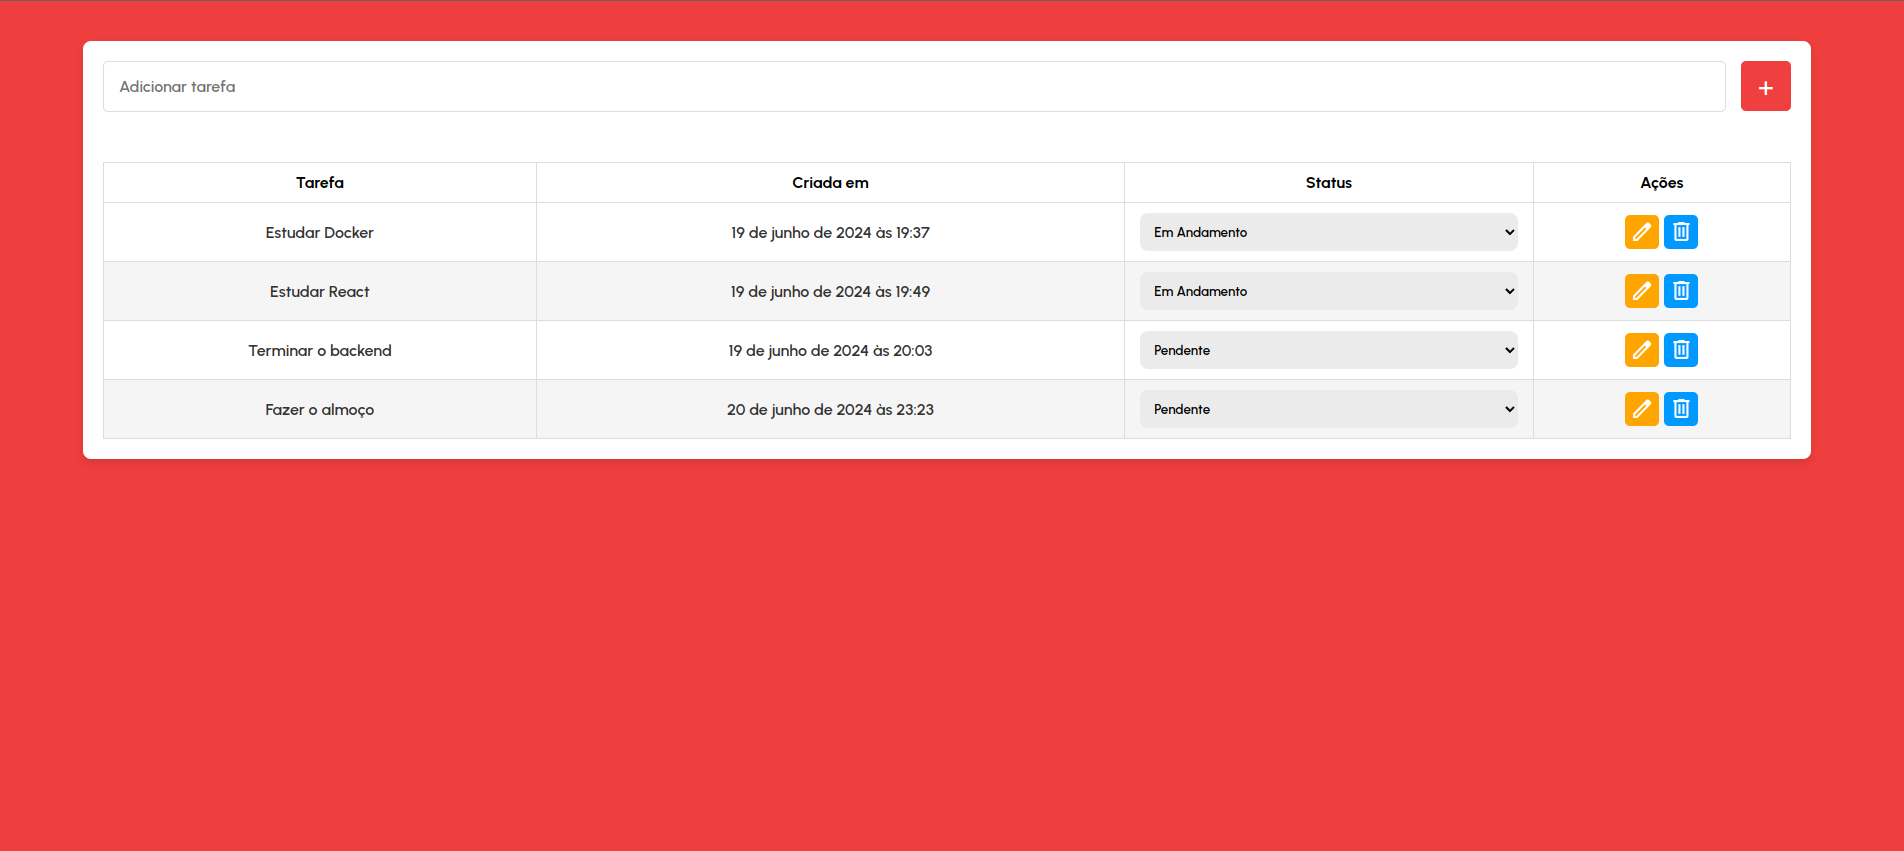 Adicionar tarefa +
Tarefa Criada em Status Ações
Estudar Docker 19 de junho de 2024 às 19:37 Em Andamento
Estudar React 19 de junho de 2024 às 19:49 Em Andamento
Terminar o backend 19 de junho de 2024 às 20:03 Pendente
Fazer o almoço 20 de junho de 2024 às 23:23 Pendente